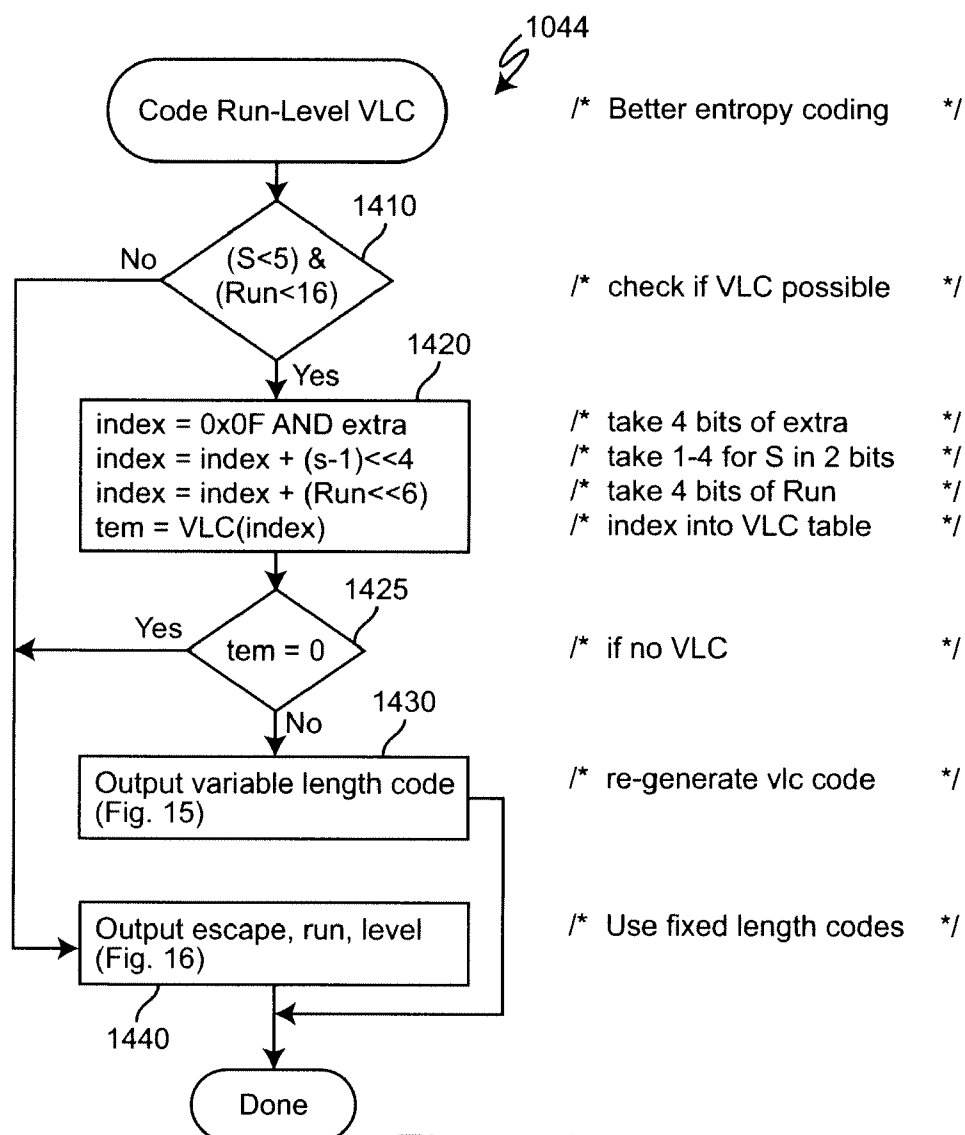 1044
Code Run-Level VLC /* Better entropy coding */
1410
No
(S<5) &
(Run<16) /* check if VLC possible */
1420
Yes
index = 0x0F AND extra /* take 4 bits of extra */
index = index + (s-1)<<4 /* take 1-4 for S in 2 bits */
index = index + (Run<<6) /* take 4 bits of Run */
tem = VLC(index) /* index into VLC table */
1425
Yes
tem = 0 /* if no VLC */
1430
No
Output variable length code /* re-generate vlc code */
(Fig. 15)
Output escape, run, level /* Use fixed length codes */
(Fig. 16)
1440
Done